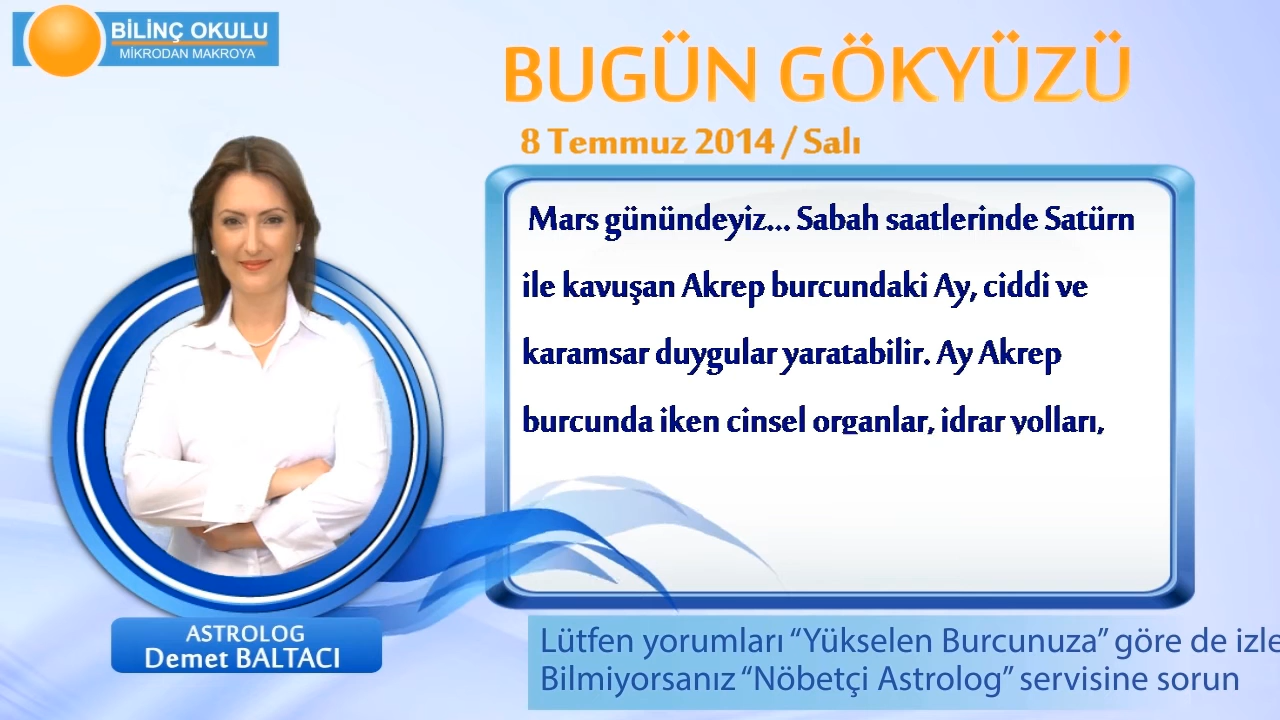 BİLİNÇ OKULU
MİKRODAN MAKROYA
BUGÜN GÖKYÜZÜ
8 Temmuz 2014 / Salı
Mars günündeyiz... Sabah saatlerinde Satürn
ile kavuşan Akrep burcundaki Ay, ciddi ve
karamsar duygular yaratabilir. Ay Akrep
burcunda iken cinsel organlar, idrar yolları,
ASTROLOG
Demet BALTACI
Lütfen yorumları “Yükselen Burcunuza” göre de izle
Bilmiyorsanız “Nöbetçi Astrolog” servisine sorun